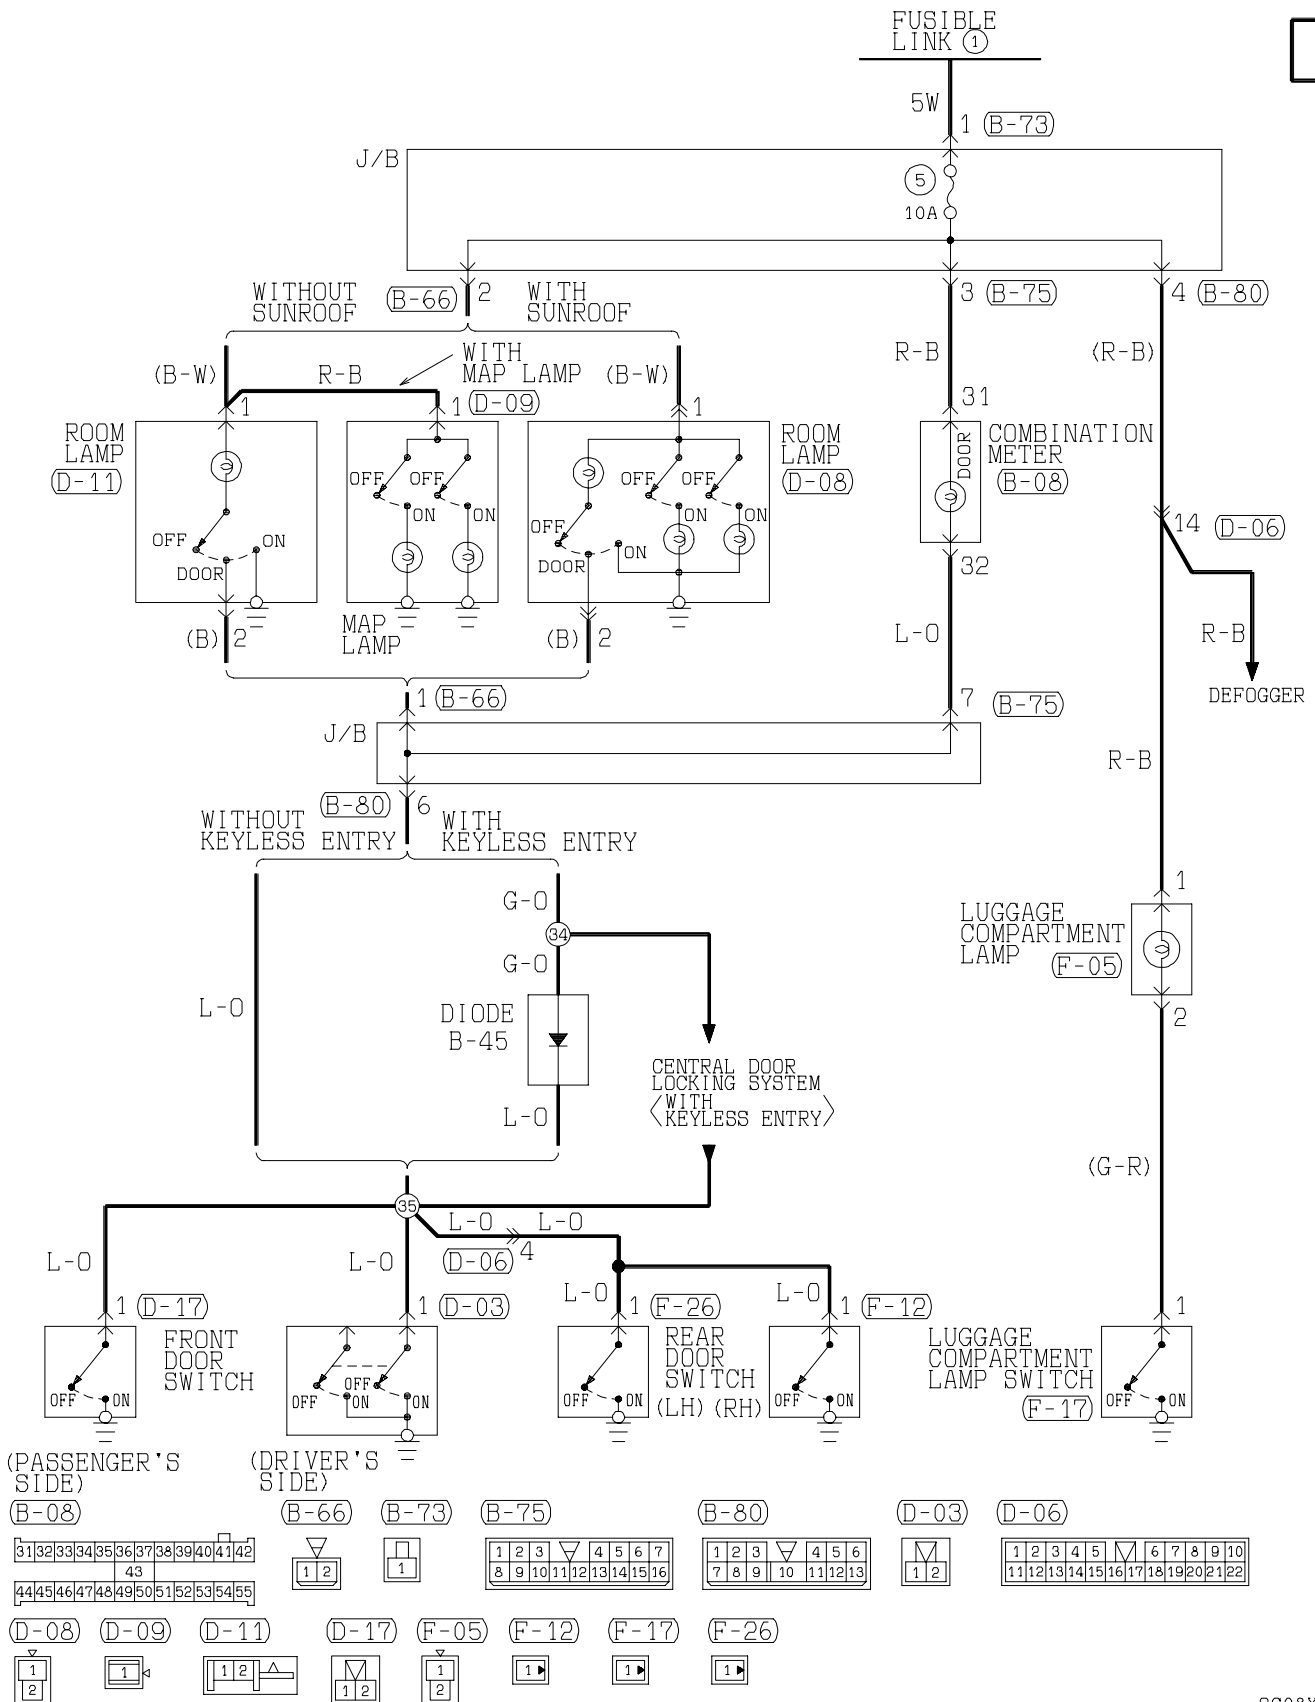 FUSIBLE
LINK ①
5W
1 (B-73)
J/B
5
10A
WITHOUT
SUNROOF
(B-66) 2
WITH
SUNROOF
3 (B-75)
4 (B-80)
(B-W)
R-B
WITH
MAP LAMP
(B-W)
R-B
(R-B)
1
1 (D-09)
1
31
ROOM
LAMP
(D-11)
OFF
ON
DOOR
OFF
OFF
ON
ON
OFF
OFF
ON
ON
OFF
ON
DOOR
ROOM
LAMP
(D-08)
DOOR
COMBINATION
METER
(B-08)
14 (D-06)
32
(B) 2
MAP
LAMP
(B) 2
L-O
R-B
DEFOGGER
1 (B-66)
7 (B-75)
J/B
R-B
(B-80) 6
WITHOUT
KEYLESS ENTRY
WITH
KEYLESS ENTRY
G-O
34
G-O
1
LUGGAGE
COMPARTMENT
LAMP
(F-05)
2
L-O
DIODE
B-45
CENTRAL DOOR
LOCKING SYSTEM
〈WITH
KEYLESS ENTRY〉
L-O
(G-R)
35
L-O
L-O
(D-06) 4
L-O
L-O
L-O
L-O
1 (D-17)
1 (D-03)
1 (F-26)
1 (F-12)
1
FRONT
DOOR
SWITCH
OFF
ON
OFF
ON
OFF
ON
REAR
DOOR
SWITCH
(LH) (RH)
OFF
ON
OFF
ON
LUGGAGE
COMPARTMENT
LAMP SWITCH
(F-17)
OFF
ON
(PASSENGER'S
SIDE)
(DRIVER'S
SIDE)
(B-08)
31 32 33 34 35 36 37 38 39 40 41 42
43
44 45 46 47 48 49 50 51 52 53 54 55
(B-66)
1 2
(B-73)
1
(B-75)
1 2 3 4 5 6 7
8 9 10 11 12 13 14 15 16
(B-80)
1 2 3 4 5 6
7 8 9 10 11 12 13
(D-03)
1 2
(D-06)
1 2 3 4 5 6 7 8 9 10
11 12 13 14 15 16 17 18 19 20 21 22
(D-08)
1
2
(D-09)
1
(D-11)
1 2
(D-17)
1 2
(F-05)
1
2
(F-12)
1
(F-17)
1
(F-26)
1